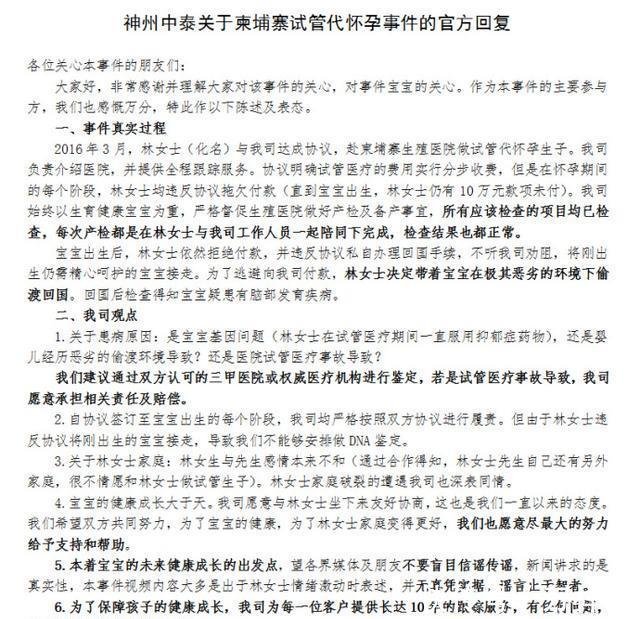 神州中泰关于柬埔寨试管代怀孕事件的官方回复
各位关心本事件的朋友们：
大家好，非常感谢并理解大家对该事件的关心，对事件宝宝的关心。作为本事件的主要参与
方，我们也感慨万分，特此作以下陈述及表态。
一、事件真实过程
2016年3月，林女士（化名）与我司达成协议，赴柬埔寨生殖医院做试管代怀孕生子。我司
负责介绍医院，并提供全程跟踪服务。协议明确试管医疗的费用实行分步收费，但是在怀孕期间
的每个阶段，林女士均违反协议拖欠付款（直到宝宝出生，林女士仍有10万元款项未付）。我司
始终以生育健康宝宝为重，严格督促生殖医院做好产检及各产事宜，所有应该检查的项目均已检
查，每次产检都是在林女士与我司工作人员一起陪同下完成，检查结果也都正常。
宝宝出生后，林女士依然拒绝付款，并违反协议私自办理回国手续，不听我司劝阻，将刚出
生仍需精心呵护的宝宝接走。为了逃避向我司付款，林女士决定带着宝宝在极其恶劣的环境下偷
渡回国。回国后检查得知宝宝疑患有脑部发育疾病。
二、我司观点
1.关于患病原因：是宝宝基因问题（林女士在试管医疗期间一直服用抑郁症药物），还是婴
儿经历恶劣的偷渡环境导致？还是医院试管医疗事故导致？
我们建议通过双方认可的三甲医院或权威医疗机构进行鉴定，若是试管医疗事故导致，我司
愿意承担相关责任及赔偿。
2.自协议签订至宝宝出生的每个阶段，我司均严格按照双方协议进行履责。但由于林女士违
反协议将刚出生的宝宝接走，导致我们不能够安排做DNA鉴定。
3.关于林女士家庭：林女生与先生感情本来不和（通过合作得知，林女士先生自己还有另外
家庭，很不情愿和林女士做试管生子）。林女士家庭破裂的遭遇我司也深表同情。
4.宝宝的健康成长大于天。我司愿意与林女士坐下来友好协商，这也是我们一直以来的态度。
我们希望双方共同努力，为了宝宝的健康，为了林女士家庭变得更好，我们也愿意尽最大的努力
给予支持和帮助。
5.本着宝宝的未来健康成长的出发点，望各界媒体及朋友不要盲目信谣传谣，新闻讲求的是
真实性，本事件视频内容大多是出于林女士情绪激动时表述，并无真凭实据，谣言止于智者。
6.为了保障孩子的健康成长，我司为每一位客户提供长达10年的跟踪服务，有任何问题，